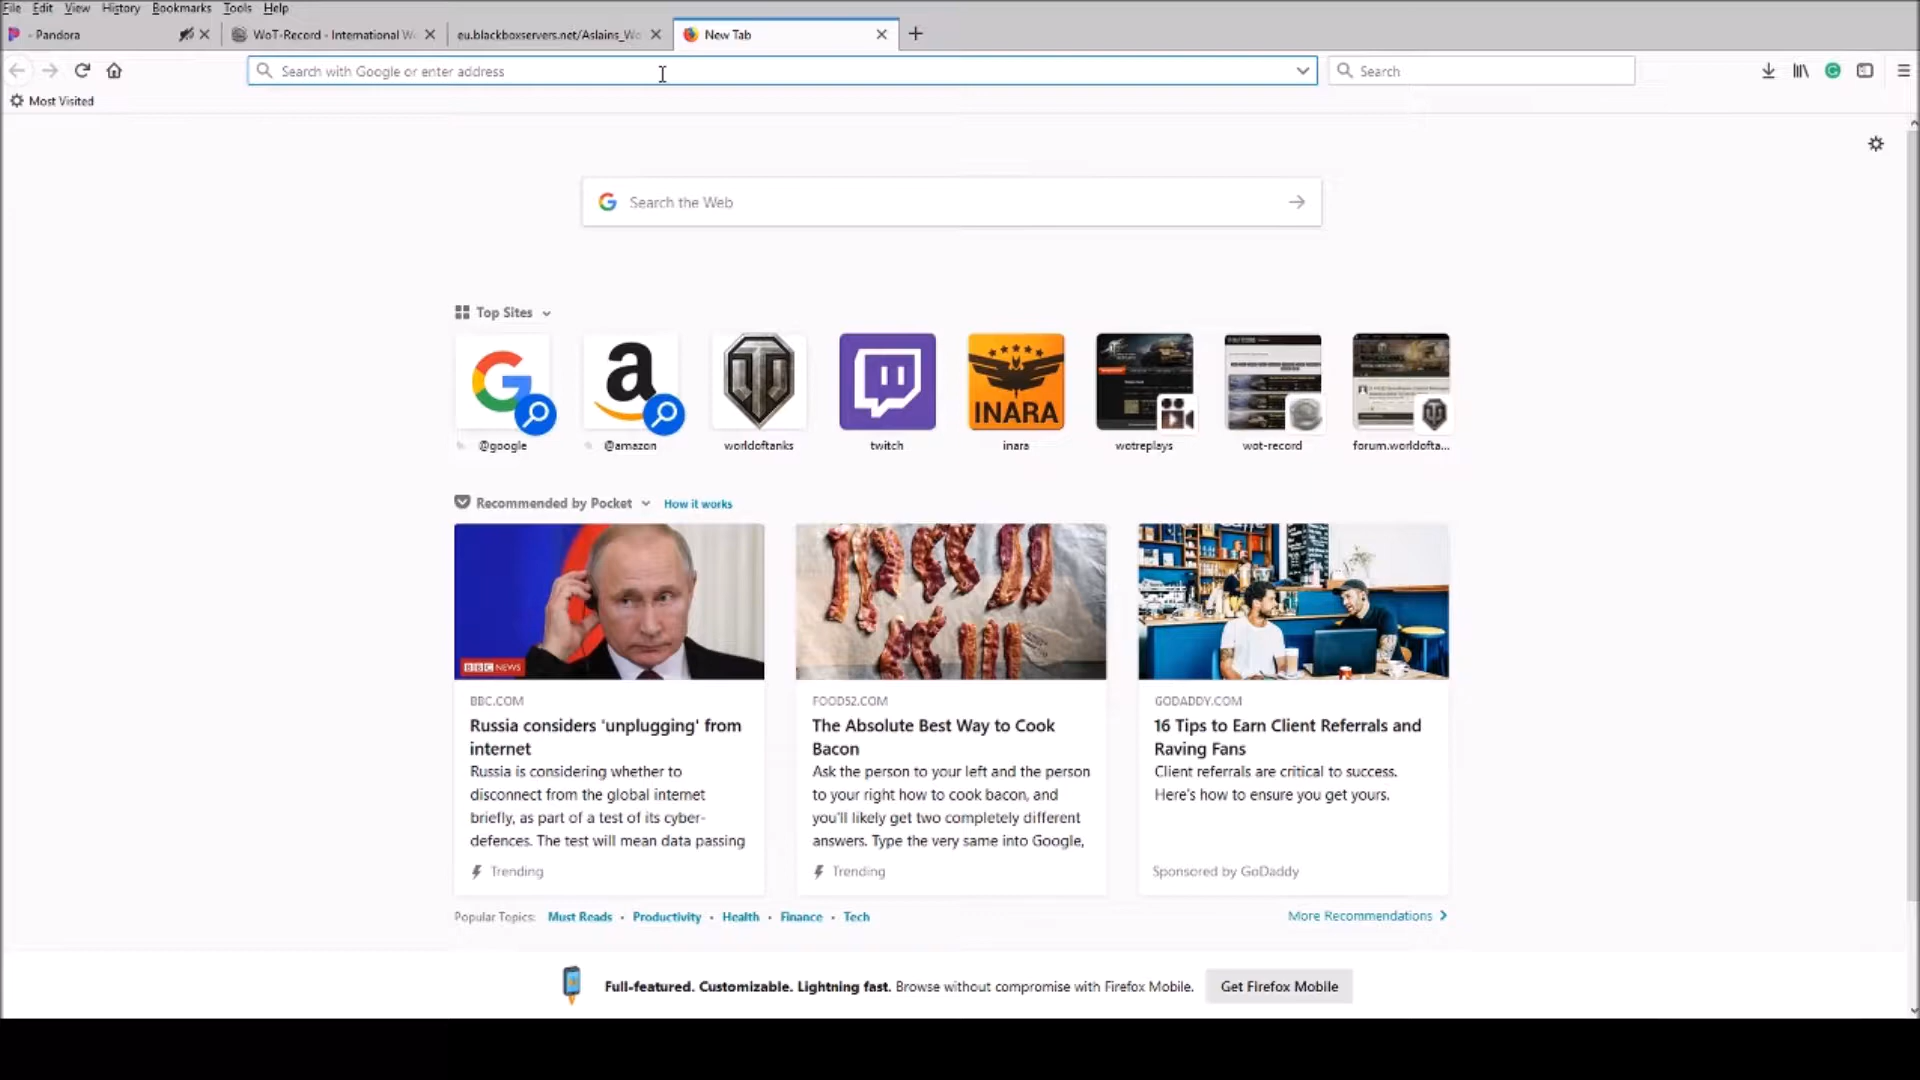 File Edit View History Bookmarks Tools Help
- Pandora
WoT-Record - International Wo
eu.blackboxservers.net/Aslains_Wo
New Tab
Search with Google or enter address
Search
Most Visited
Search the Web
Top Sites
INARA
@google
@amazon
worldoftanks
twitch
inara
wotreplays
wot-record
forum.worldofta...
Recommended by Pocket
How it works
BBC NEWS
BBC.COM
Russia considers 'unplugging' from
internet
Russia is considering whether to
disconnect from the global internet
briefly, as part of a test of its cyber-
defences. The test will mean data passing
Trending
FOOD52.COM
The Absolute Best Way to Cook
Bacon
Ask the person to your left and the person
to your right how to cook bacon, and
you'll likely get two completely different
answers. Type the very same into Google,
Trending
GODADDY.COM
16 Tips to Earn Client Referrals and
Raving Fans
Client referrals are critical to success.
Here's how to ensure you get yours.
Sponsored by GoDaddy
Popular Topics: Must Reads · Productivity · Health · Finance · Tech
More Recommendations
Full-featured. Customizable. Lightning fast. Browse without compromise with Firefox Mobile.
Get Firefox Mobile